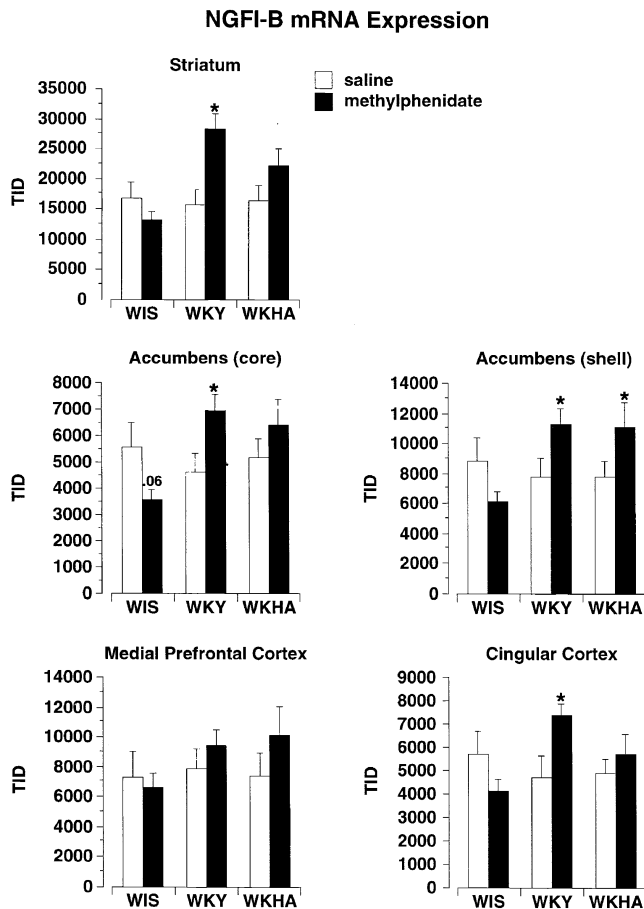 NGFI-B mRNA Expression
Striatum
saline
methylphenidate
TID
35000
30000
25000
20000
15000
10000
5000
0
*
WIS WKY WKHA
Accumbens (core)
TID
8000
7000
6000
5000
4000
3000
2000
1000
0
.06
*
WIS WKY WKHA
Accumbens (shell)
TID
14000
12000
10000
8000
6000
4000
2000
0
* *
WIS WKY WKHA
Medial Prefrontal Cortex
TID
14000
12000
10000
8000
6000
4000
2000
0
WIS WKY WKHA
Cingular Cortex
TID
9000
8000
7000
6000
5000
4000
3000
2000
1000
0
*
WIS WKY WKHA